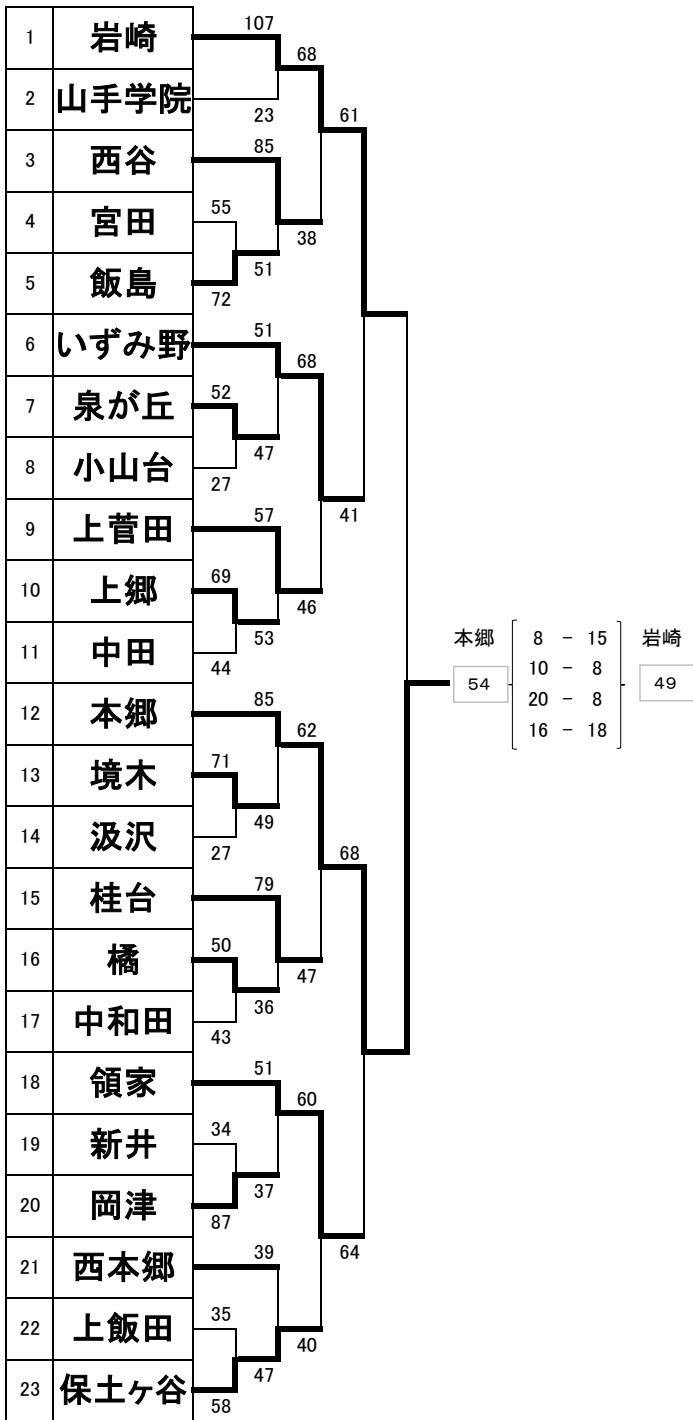 1 岩崎
107
68
2 山手学院
23
61
3 西谷
85
4 宮田
55
38
5 飯島
51
72
6 いずみ野
51
68
7 泉が丘
52
47
8 小山台
27
9 上菅田
57
41
10 上郷
69
46
53
11 中田
44
本郷 8 - 15 岩崎
10 - 8
54 49
20 - 8
16 - 18
12 本郷
85
62
13 境木
71
49
14 汲沢
27
68
15 桂台
79
16 橘
50
47
36
17 中和田
43
18 領家
51
60
19 新井
34
37
20 岡津
87
21 西本郷
39
64
22 上飯田
35
40
47
23 保土ヶ谷
58